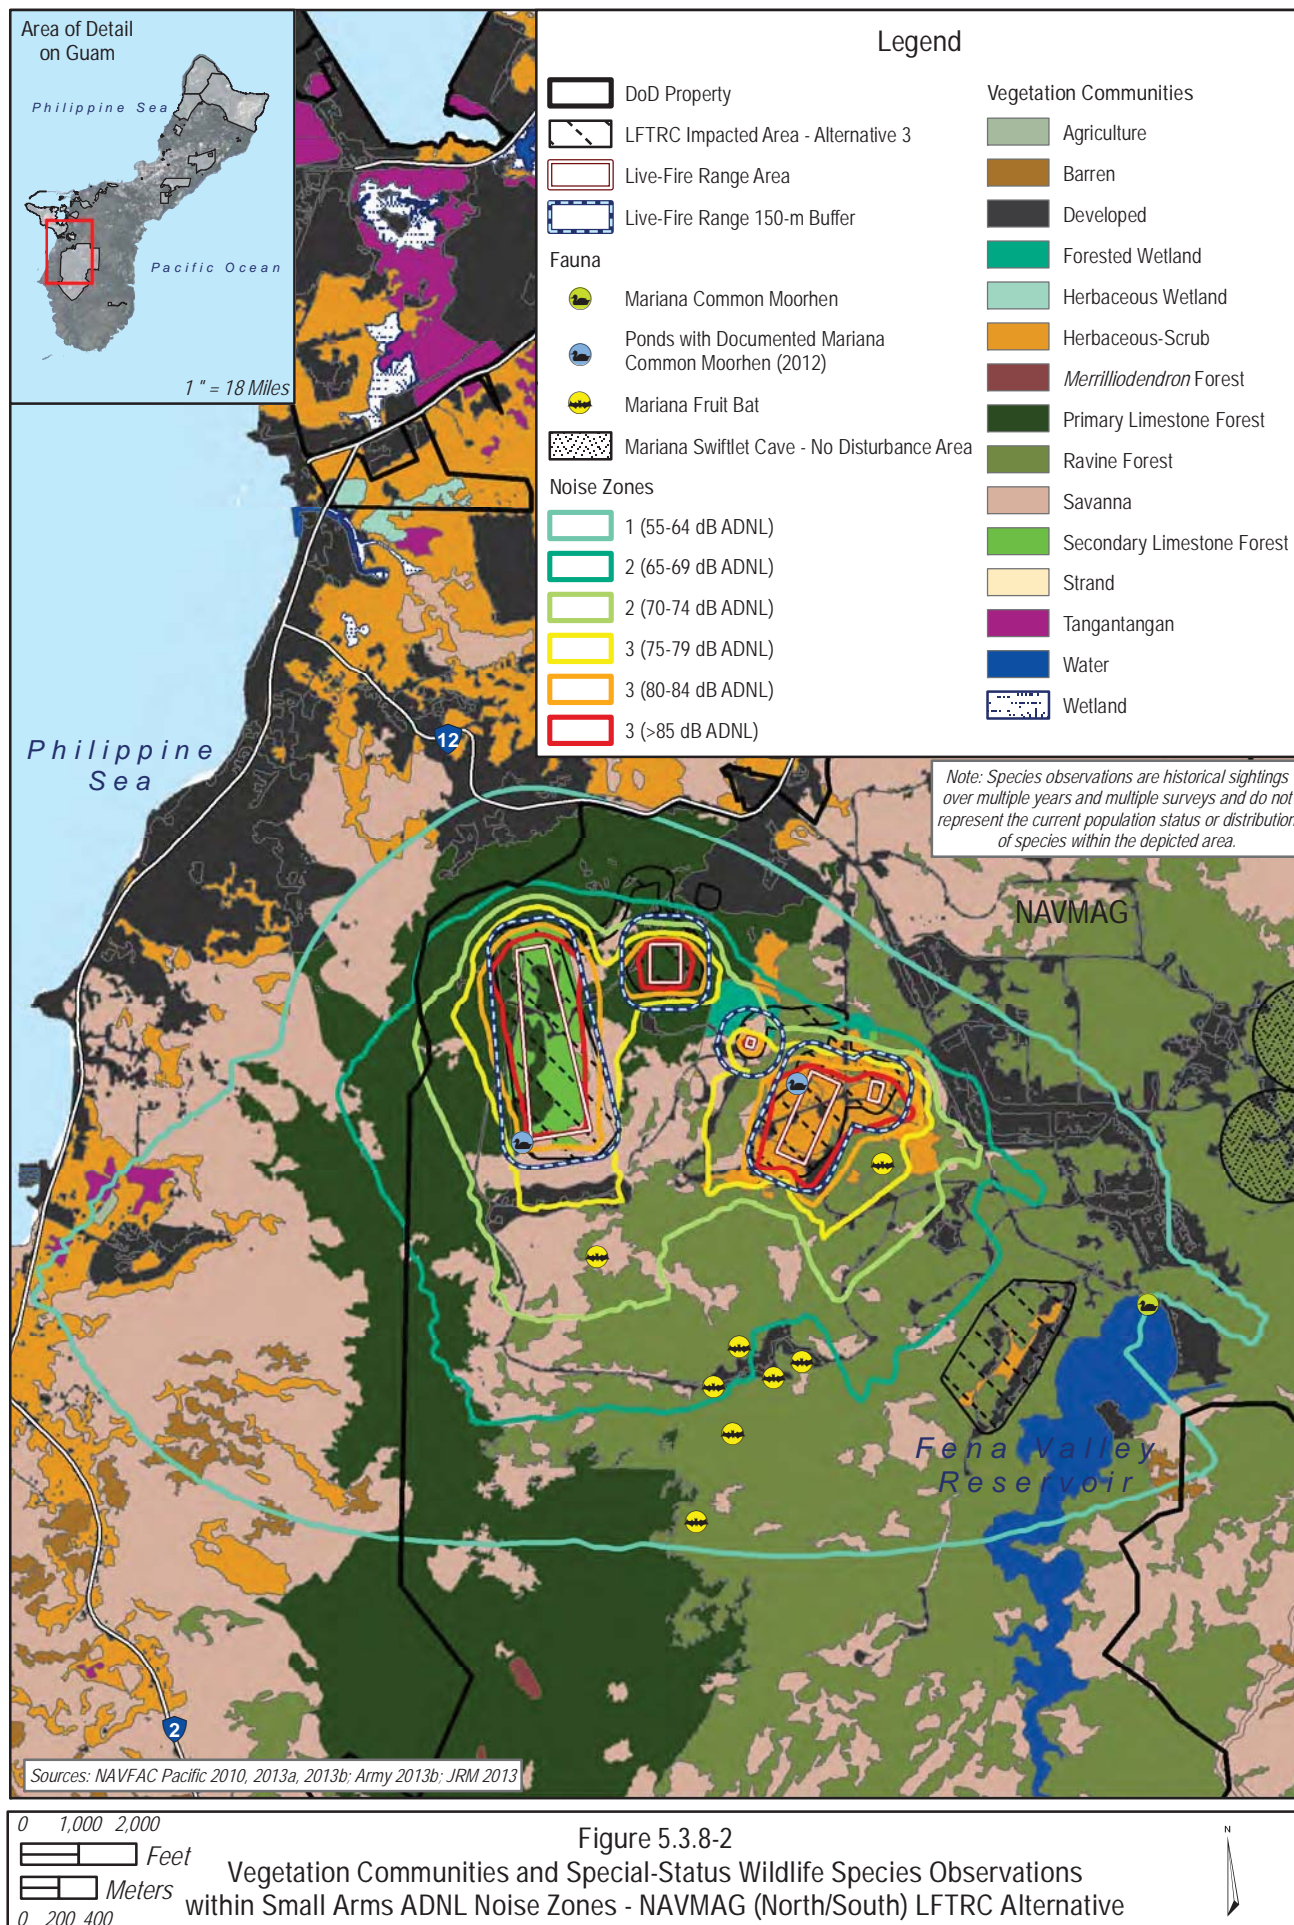 Area of Detail
on Guam
Philippine Sea
Pacific Ocean
1 " = 18 Miles
Legend
DoD Property
LFTRC Impacted Area - Alternative 3
Live-Fire Range Area
Live-Fire Range 150-m Buffer
Fauna
Mariana Common Moorhen
Ponds with Documented Mariana
Common Moorhen (2012)
Mariana Fruit Bat
Mariana Swiftlet Cave - No Disturbance Area
Noise Zones
1 (55-64 dB ADNL)
2 (65-69 dB ADNL)
2 (70-74 dB ADNL)
3 (75-79 dB ADNL)
3 (80-84 dB ADNL)
3 (>85 dB ADNL)
Vegetation Communities
Agriculture
Barren
Developed
Forested Wetland
Herbaceous Wetland
Herbaceous-Scrub
Merrilliodendron Forest
Primary Limestone Forest
Ravine Forest
Savanna
Secondary Limestone Forest
Strand
Tangantangan
Water
Wetland
Note: Species observations are historical sightings
over multiple years and multiple surveys and do not
represent the current population status or distribution
of species within the depicted area.
Philippine
Sea
12
NAVMAG
Fena Valley
Reservoir
2
Sources: NAVFAC Pacific 2010, 2013a, 2013b; Army 2013b; JRM 2013
0 1,000 2,000
Feet
Meters
0 200 400
Figure 5.3.8-2
Vegetation Communities and Special-Status Wildlife Species Observations
within Small Arms ADNL Noise Zones - NAVMAG (North/South) LFTRC Alternative
N